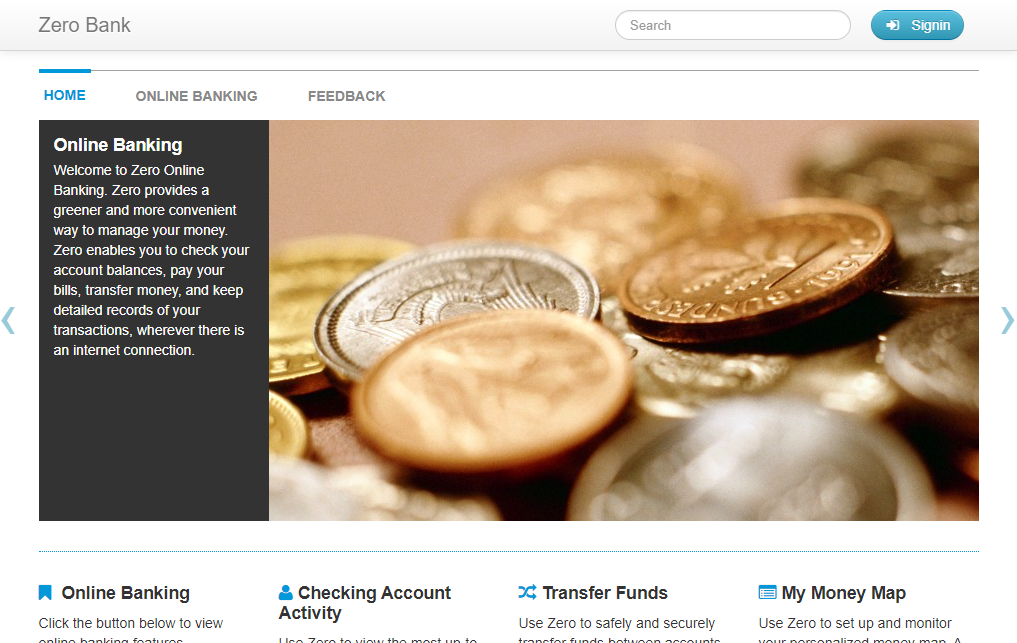 Zero Bank
Search
Signin
HOME
ONLINE BANKING
FEEDBACK
Online Banking
Welcome to Zero Online
Banking. Zero provides a
greener and more convenient
way to manage your money.
Zero enables you to check your
account balances, pay your
bills, transfer money, and keep
detailed records of your
transactions, wherever there is
an internet connection.
Online Banking
Click the button below to view
online banking features
Checking Account
Activity
Use Zero to view the most up-to
Transfer Funds
Use Zero to safely and securely
transfer funds between accounts
My Money Map
Use Zero to set up and monitor
your personalized money map. A